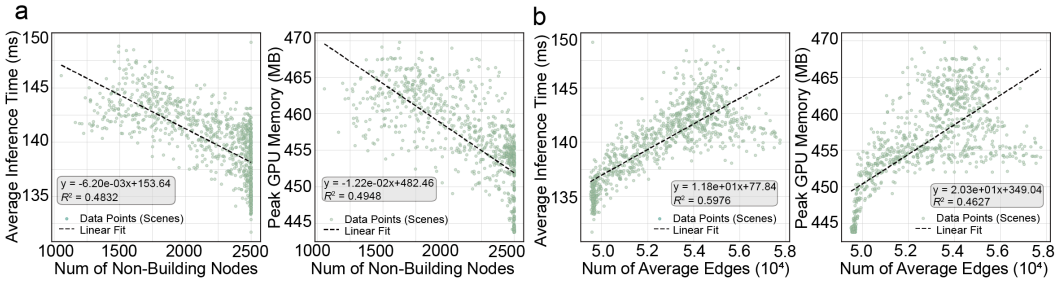 a
Average Inference Time (ms)
150
145
140
135
y = -6.20e-03x+153.64
R² = 0.4832
Data Points (Scenes)
Linear Fit
1000 1500 2000 2500
Num of Non-Building Nodes
Peak GPU Memory (MB)
470
465
460
455
450
445
y = -1.22e-02x+482.46
R² = 0.4948
Data Points (Scenes)
Linear Fit
1000 1500 2000 2500
Num of Non-Building Nodes
b
Average Inference Time (ms)
150
145
140
135
y = 1.18e+01x+77.84
R² = 0.5976
Data Points (Scenes)
Linear Fit
5.0 5.2 5.4 5.6 5.8
Num of Average Edges (10⁴)
Peak GPU Memory (MB)
470
465
460
455
450
445
y = 2.03e+01x+349.04
R² = 0.4627
Data Points (Scenes)
Linear Fit
5.0 5.2 5.4 5.6 5.8
Num of Average Edges (10⁴)